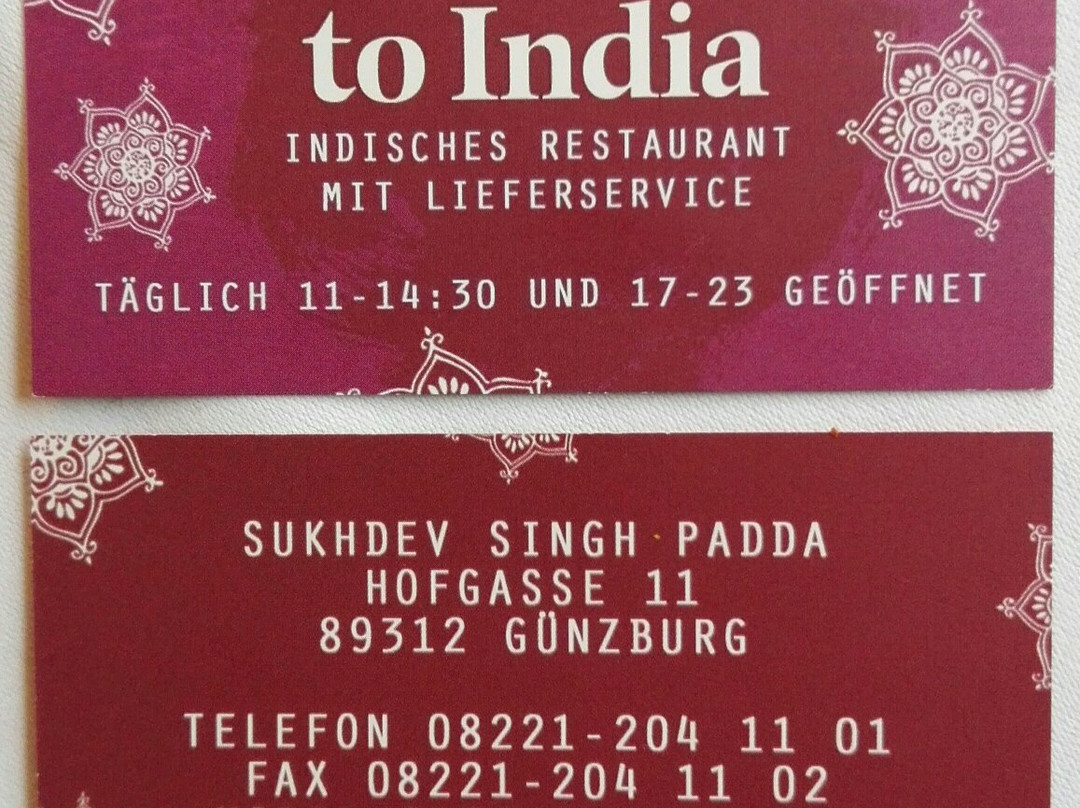 to India
INDISCHES RESTAURANT
MIT LIEFERSERVICE
TÄGLICH 11-14:30 UND 17-23 GEÖFFNET
SUKHDEV SINGH PADDA
HOFGASSE 11
89312 GÜNZBURG
TELEFON 08221-204 11 01
FAX 08221-204 11 02